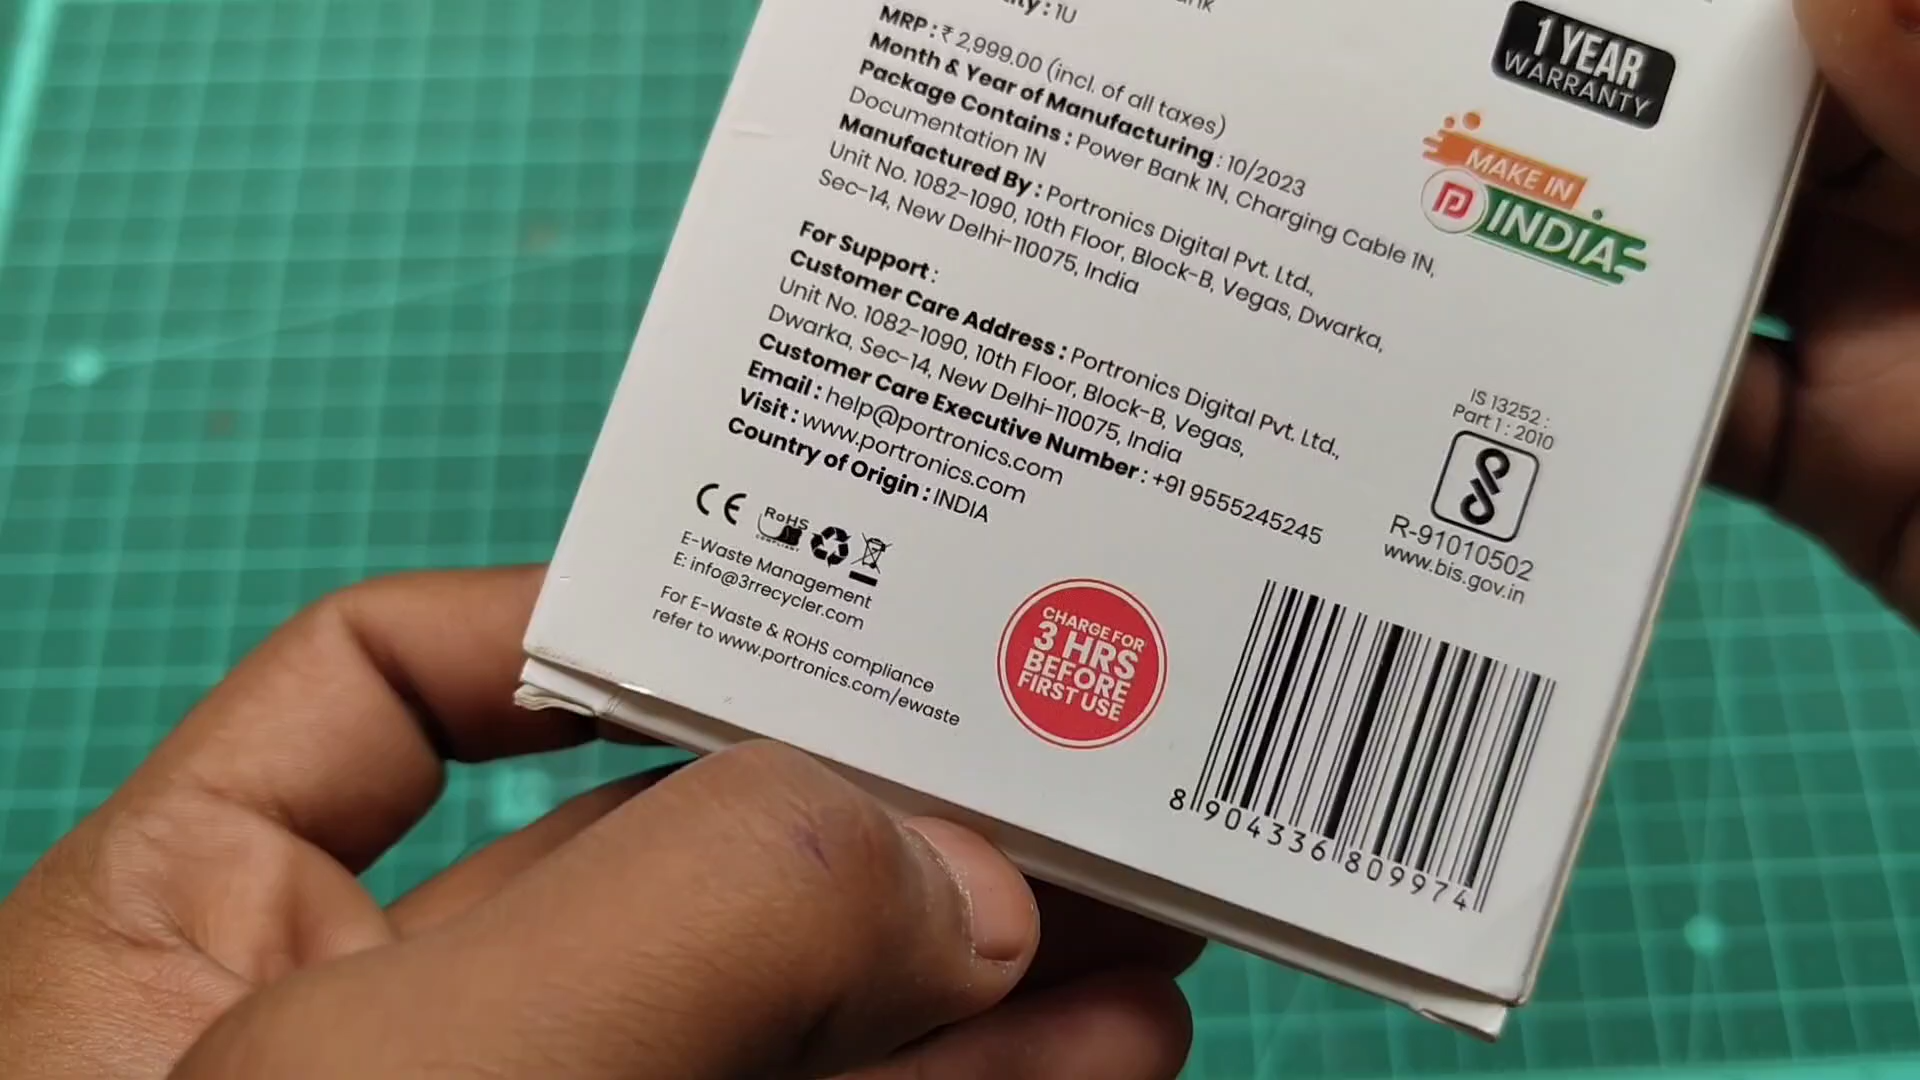 1U
MRP : ₹ 2,999.00 (incl. of all taxes)
Month & Year of Manufacturing : 10/2023
Package Contains : Power Bank 1N, Charging Cable 1N,
Documentation 1N
Manufactured By : Portronics Digital Pvt. Ltd.,
Unit No. 1082-1090, 10th Floor, Block-B, Vegas, Dwarka,
Sec-14, New Delhi-110075, India
For Support :
Customer Care Address : Portronics Digital Pvt. Ltd.,
Unit No. 1082-1090, 10th Floor, Block-B, Vegas,
Dwarka, Sec-14, New Delhi-110075, India
Customer Care Executive Number : +91 9555245245
Email : help@portronics.com
Visit : www.portronics.com
Country of Origin : INDIA
CE
RoHS
COMPLIANT
E-Waste Management
E: info@3rrecycler.com
For E-Waste & ROHS compliance
refer to www.portronics.com/ewaste
CHARGE FOR
3 HRS
BEFORE
FIRST USE
1 YEAR
WARRANTY
MAKE IN
INDIA
IS 13252 :
Part 1 : 2010
R-91010502
www.bis.gov.in
8 904336 809974